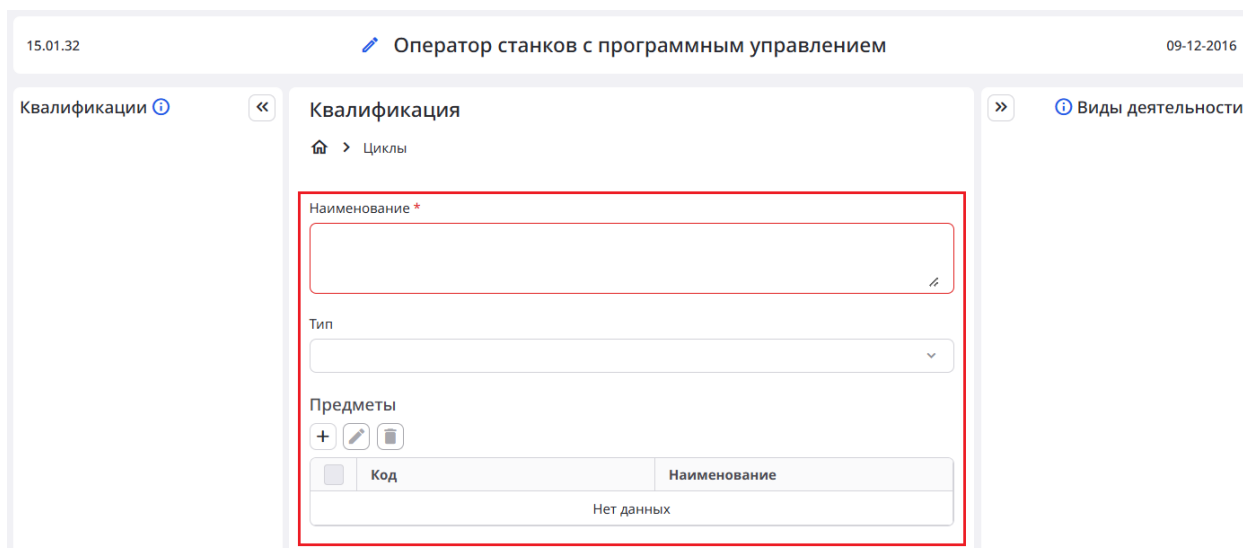 15.01.32
Оператор станков с программным управлением
09-12-2016
Квалификации
Квалификация
Циклы
Наименование *
Тип
Предметы
Код Наименование
Нет данных
Виды деятельности